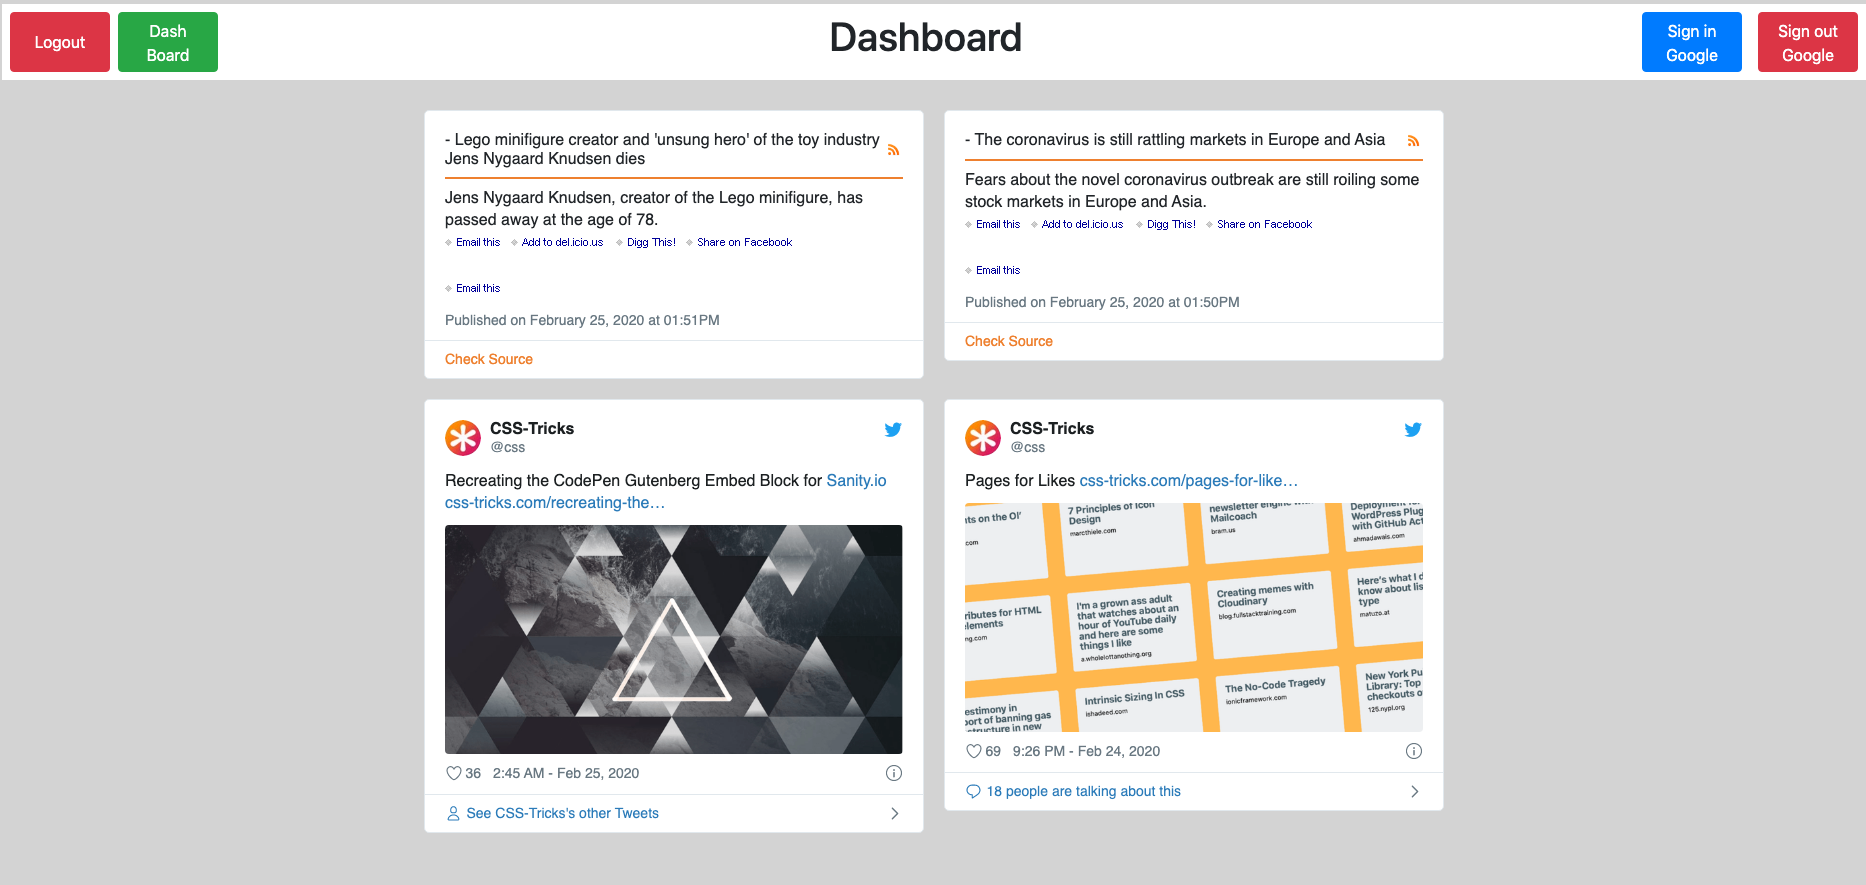 Logout
Dash
Board
Dashboard
Sign in
Google
Sign out
Google
- Lego minifigure creator and 'unsung hero' of the toy industry
Jens Nygaard Knudsen dies
Jens Nygaard Knudsen, creator of the Lego minifigure, has
passed away at the age of 78.
Email this Add to del.icio.us Digg This! Share on Facebook
Email this
Published on February 25, 2020 at 01:51PM
Check Source
- The coronavirus is still rattling markets in Europe and Asia
Fears about the novel coronavirus outbreak are still roiling some
stock markets in Europe and Asia.
Email this Add to del.icio.us Digg This! Share on Facebook
Email this
Published on February 25, 2020 at 01:50PM
Check Source
CSS-Tricks
@css
Recreating the CodePen Gutenberg Embed Block for Sanity.io
css-tricks.com/recreating-the…
36 2:45 AM - Feb 25, 2020
See CSS-Tricks's other Tweets
CSS-Tricks
@css
Pages for Likes css-tricks.com/pages-for-like…
nts on the OI'
com
7 Principles of Icon
Design
marcthiele.com
newsletter engine
Mailcoach
bram.us
Deployment
WordPress Plug
with GitHub Act
ahmadawais.com
ributes for HTML
lements
ng.com
I'm a grown ass adult
that watches about an
hour of YouTube daily
and here are some
things I like
a.wholelottanothing.org
Creating memes with
Cloudinary
blog.fullstacktraining.com
Here's what I d
know about lis
type
matuzo.at
estimony in
port of banning gas
structure in new
Intrinsic Sizing In CSS
ishadeed.com
The No-Code Tragedy
ionicframework.com
New York Pu
Library: Top
checkouts o
125.nypl.org
69 9:26 PM - Feb 24, 2020
18 people are talking about this